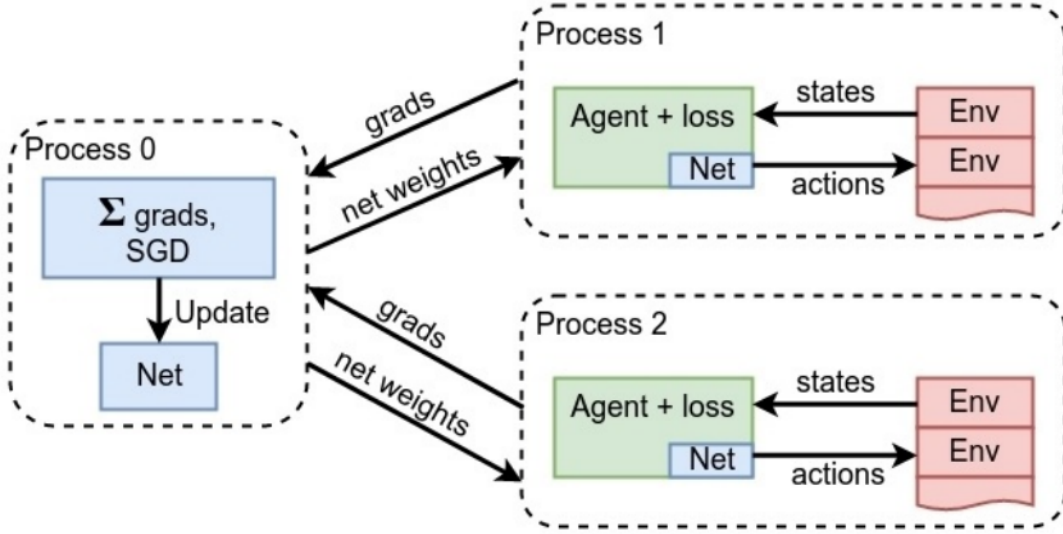 Process 0
Σ grads,
SGD
Update
Net
grads
net weights
grads
net weights
Process 1
Agent + loss
Net
states
actions
Env
Env
Process 2
Agent + loss
Net
states
actions
Env
Env